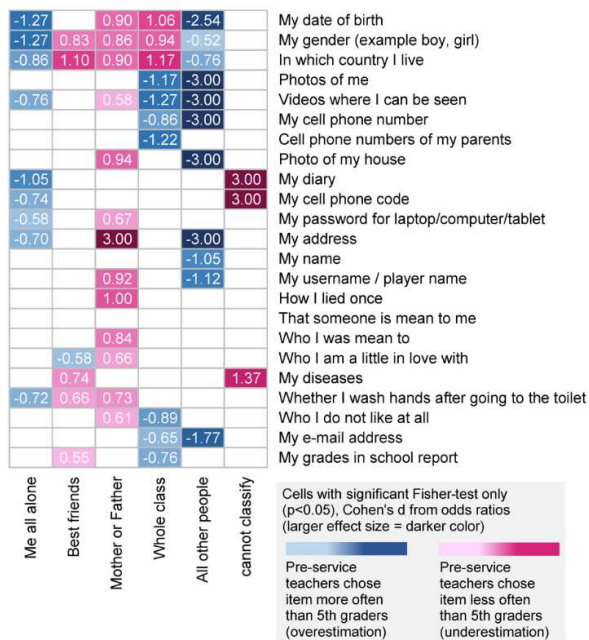 -1.27 0.90 1.06 -2.54 My date of birth
-1.27 0.83 0.86 0.94 -0.52 My gender (example boy, girl)
-0.86 1.10 0.90 1.17 -0.76 In which country I live
-1.17 -3.00 Photos of me
-0.76 0.58 -1.27 -3.00 Videos where I can be seen
-0.86 -3.00 My cell phone number
-1.22 Cell phone numbers of my parents
0.94 -3.00 Photo of my house
-1.05 3.00 My diary
-0.74 3.00 My cell phone code
-0.58 0.67 My password for laptop/computer/tablet
-0.70 3.00 -3.00 My address
-1.05 My name
0.92 -1.12 My username / player name
1.00 How I lied once
That someone is mean to me
0.84 Who I was mean to
-0.58 0.66 Who I am a little in love with
0.74 1.37 My diseases
-0.72 0.66 0.73 Whether I wash hands after going to the toilet
0.61 -0.89 Who I do not like at all
-0.65 -1.77 My e-mail address
0.55 -0.76 My grades in school report
Me all alone
Best friends
Mother or Father
Whole class
All other people
cannot classify
Cells with significant Fisher-test only
(p<0.05), Cohen's d from odds ratios
(larger effect size = darker color)
Pre-service
teachers chose
item more often
than 5th graders
(overestimation)
Pre-service
teachers chose
item less often
than 5th graders
(underestimation)